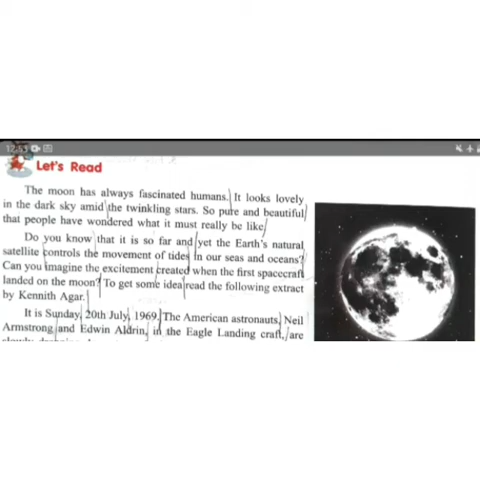 12:53
Let's Read
The moon has always fascinated humans. It looks lovely
in the dark sky amid the twinkling stars. So pure and beautiful
that people have wondered what it must really be like
Do you know that it is so far and yet the Earth's natural
satellite controls the movement of tides in our seas and oceans?
Can you imagine the excitement created when the first spacecraft
landed on the moon? To get some idea read the following extract
by Kennith Agar.
It is Sunday, 20th July, 1969. The American astronauts, Neil
Armstrong and Edwin Aldrin, in the Eagle Landing craft, are